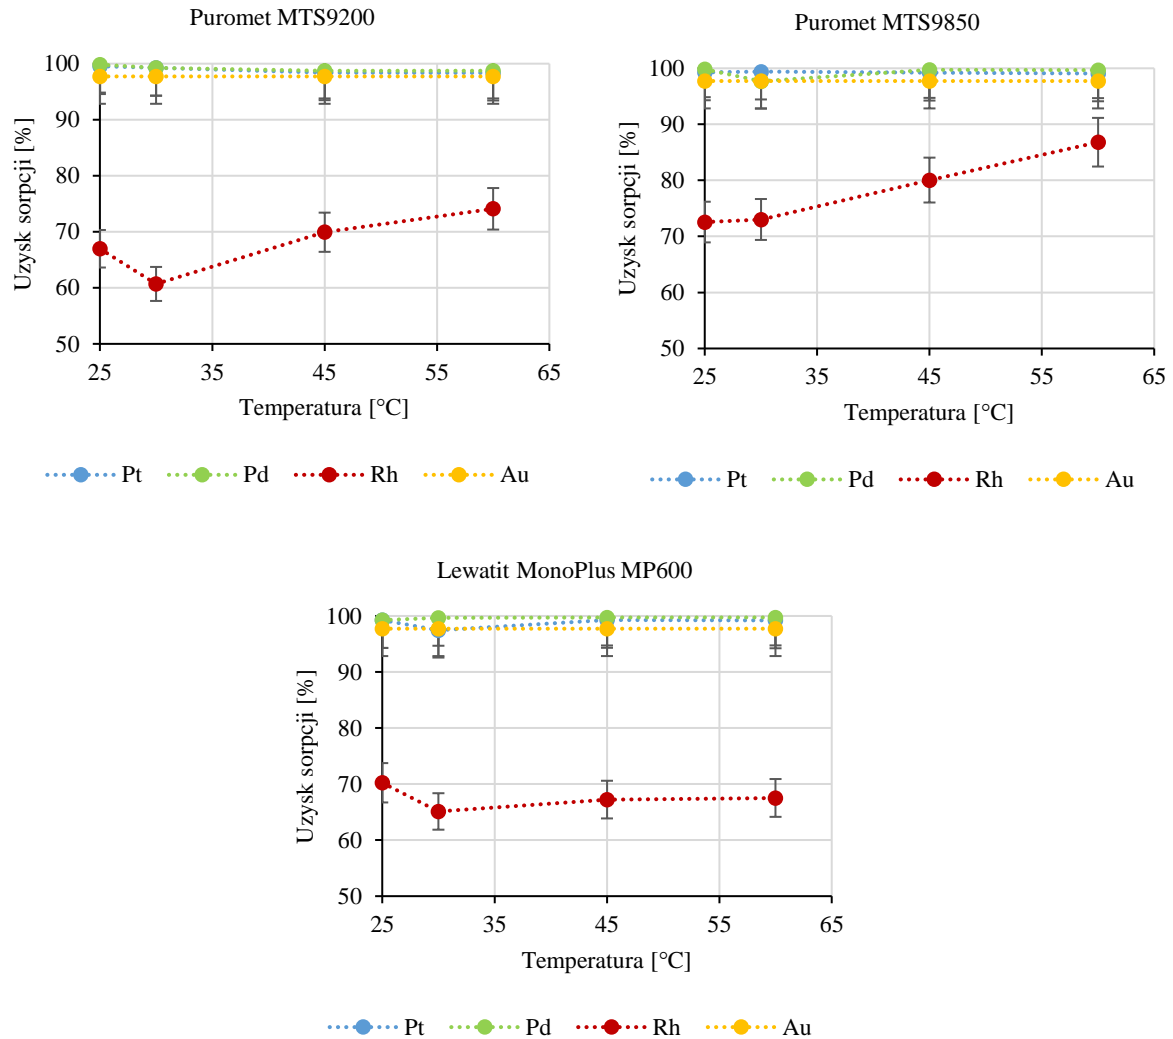 Puromet MTS9200
Uzysk sorpcji [%]
100
90
80
70
60
50
25 35 45 55 65
Temperatura [°C]
Pt Pd Rh Au
Puromet MTS9850
Uzysk sorpcji [%]
100
90
80
70
60
50
25 35 45 55 65
Temperatura [°C]
Pt Pd Rh Au
Lewatit MonoPlus MP600
Uzysk sorpcji [%]
100
90
80
70
60
50
25 35 45 55 65
Temperatura [°C]
Pt Pd Rh Au